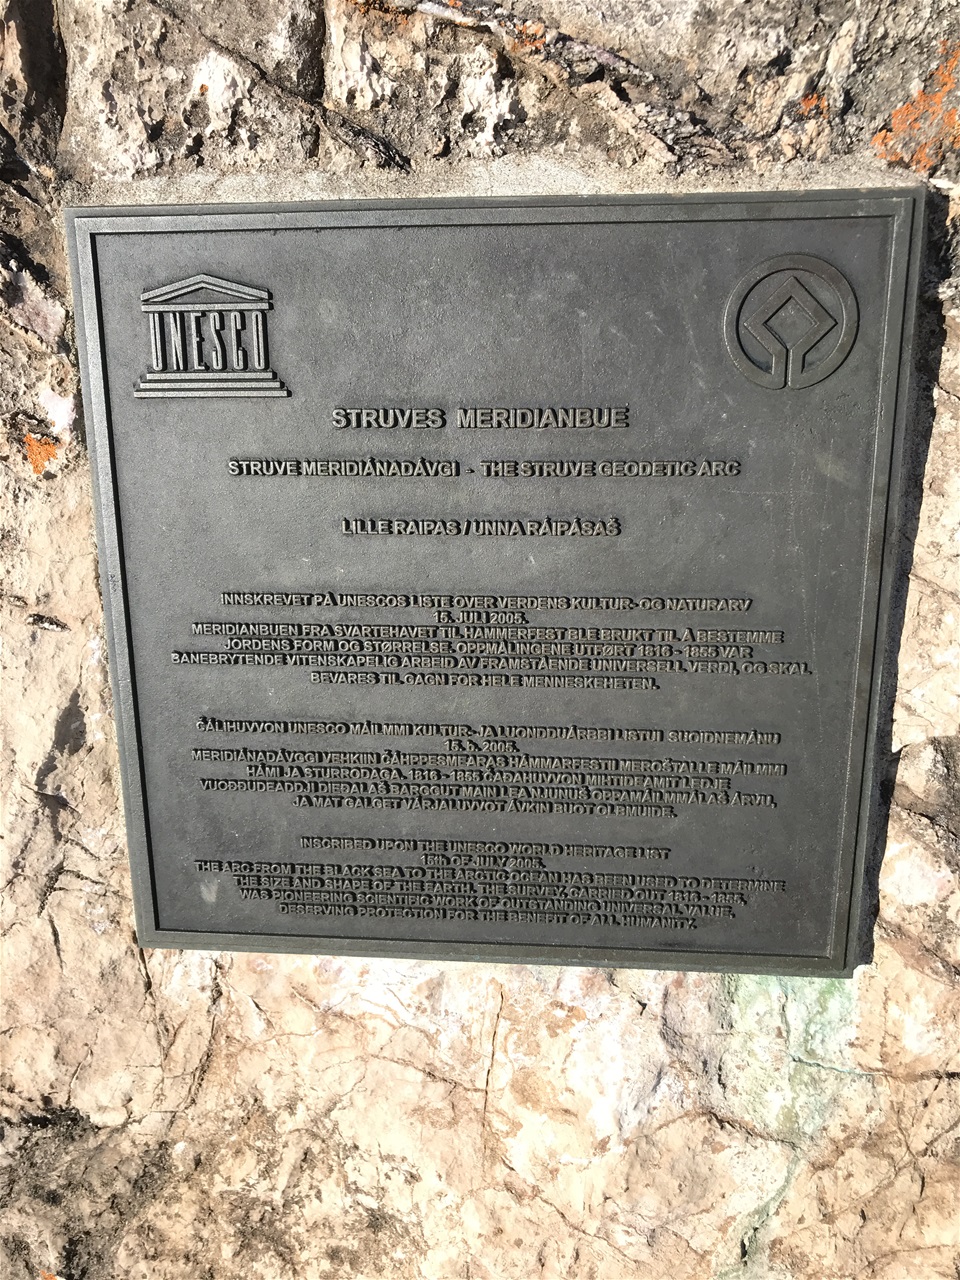 UNESCO
STRUVES MERIDIANBUE
STRUVE MERIDIÁNADÁVGI - THE STRUVE GEODETIC ARC
LILLE RAIPAS / UNNA RÁIPÁSAŠ
INNSKREVET PÅ UNESCOS LISTE OVER VERDENS KULTUR- OG NATURARV
15. JULI 2005.
MERIDIANBUEN FRA SVARTEHAVET TIL HAMMERFEST BLE BRUKT TIL Å BESTEMME
JORDENS FORM OG STØRRELSE. OPPMÅLINGENE UTFØRT 1816 - 1855 VAR
BANEBRYTENDE VITENSKAPELIG ARBEID AV FRAMSTÅENDE UNIVERSELL VERDI, OG SKAL
BEVARES TIL GAGN FOR HELE MENNESKEHETEN.
ČÁLIHUVVON UNESCO MÁILMMI KULTUR- JA LUONDDUÁRBBI LISTUI SUOIDNEMÁNU
15. b. 2005.
MERIDIÁNADÁVGGI VEHKIIN ČÁHPPESMEARAS HÁMMARFESTII MEROŠTALLE MÁILMMI
HÁMI JA STURRODAGA. 1816 - 1855 ČAĐAHUVVON MIHTIDEAMIT LEDJE
VUOĐĐUDEADDJI DIEĐALAŠ BARGGUT MAIN LEA NJUNUŠ OPPAMÁILMMÁLAŠ ÁRVU,
JA MAT GALGET VÁRJALUVVOT ÁVKIN BUOT OLBMUIDE.
INSCRIBED UPON THE UNESCO WORLD HERITAGE LIST
15th OF JULY 2005.
THE ARC FROM THE BLACK SEA TO THE ARCTIC OCEAN HAS BEEN USED TO DETERMINE
THE SIZE AND SHAPE OF THE EARTH. THE SURVEY, CARRIED OUT 1816 - 1855,
WAS PIONEERING SCIENTIFIC WORK OF OUTSTANDING UNIVERSAL VALUE,
DESERVING PROTECTION FOR THE BENEFIT OF ALL HUMANITY.